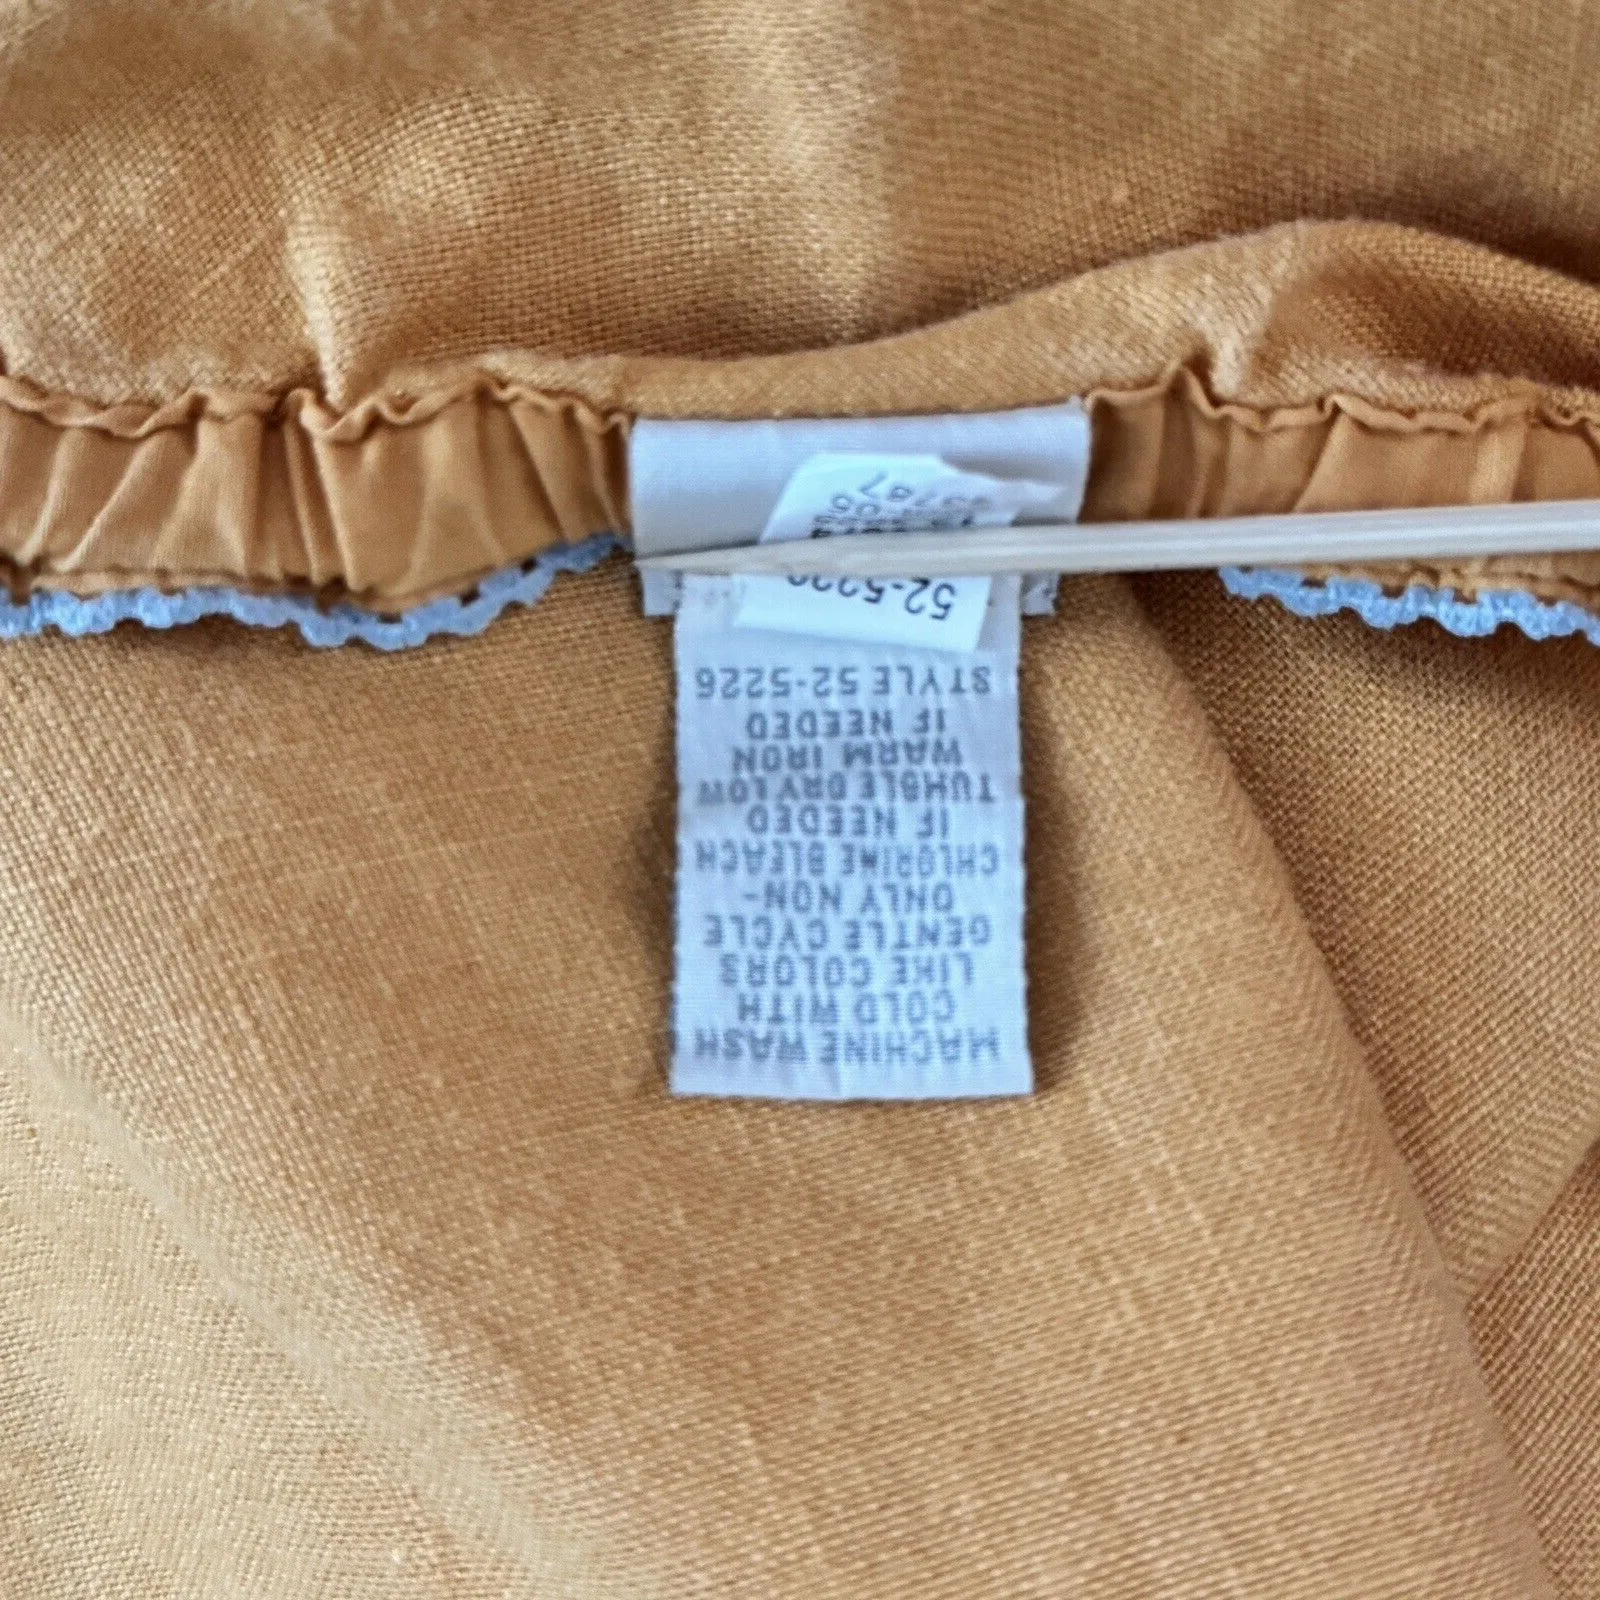 MACHINE WASH
COLD WITH
LIKE COLORS
GENTLE CYCLE
ONLY NON-
CHLORINE BLEACH
IF NEEDED
TUMBLE DRY LOW
WARM IRON
IF NEEDED
STYLE 52-5226